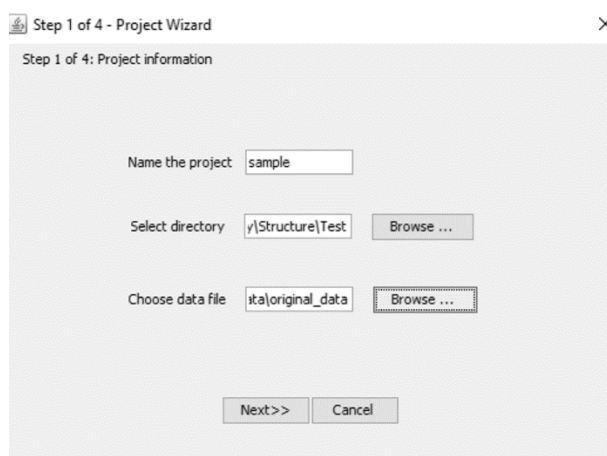 Step 1 of 4 - Project Wizard
Step 1 of 4: Project information
Name the project sample
Select directory y\Structure\Test Browse ...
Choose data file ata\original_data Browse ...
Next>> Cancel